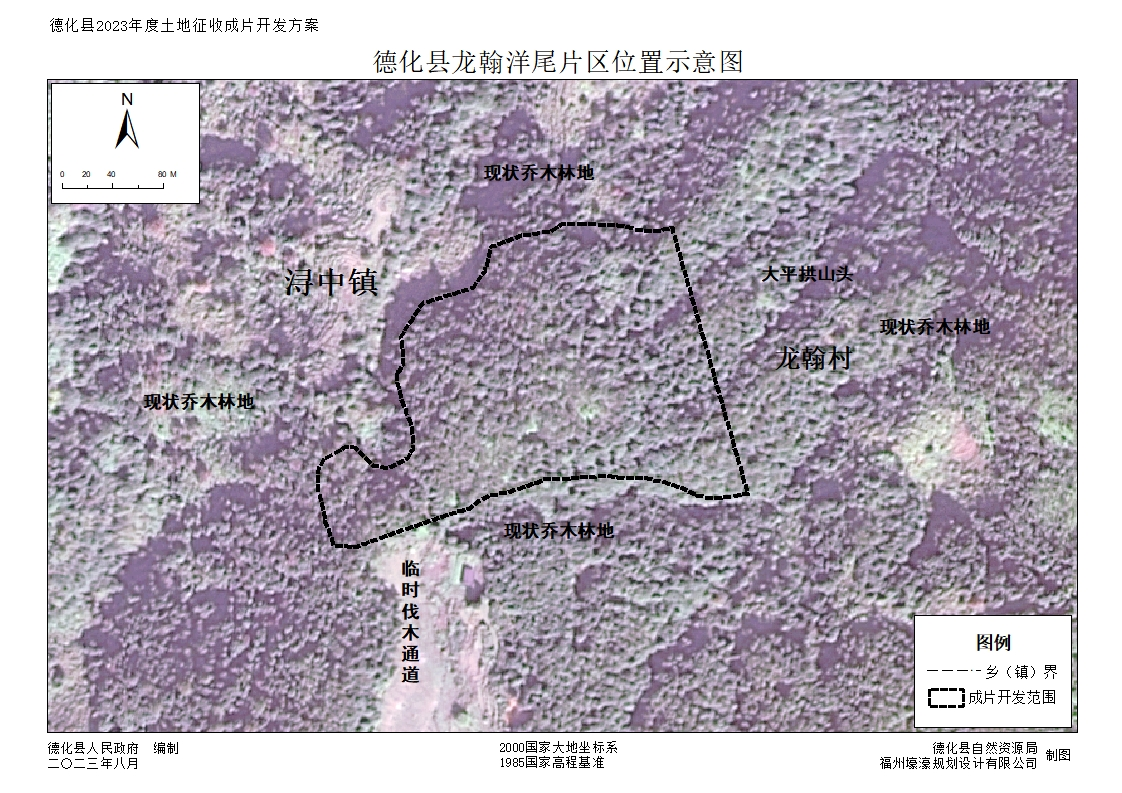 德化县2023年度土地征收成片开发方案
德化县龙翰洋尾片区位置示意图
N
0 20 40 80 M
现状乔木林地
浔中镇
大平拱山头
现状乔木林地
龙翰村
现状乔木林地
现状乔木林地
临时伐木通道
图例
乡（镇）界
成片开发范围
德化县人民政府 编制
二〇二三年八月
2000国家大地坐标系
1985国家高程基准
德化县自然资源局
福州壕濠规划设计有限公司
制图